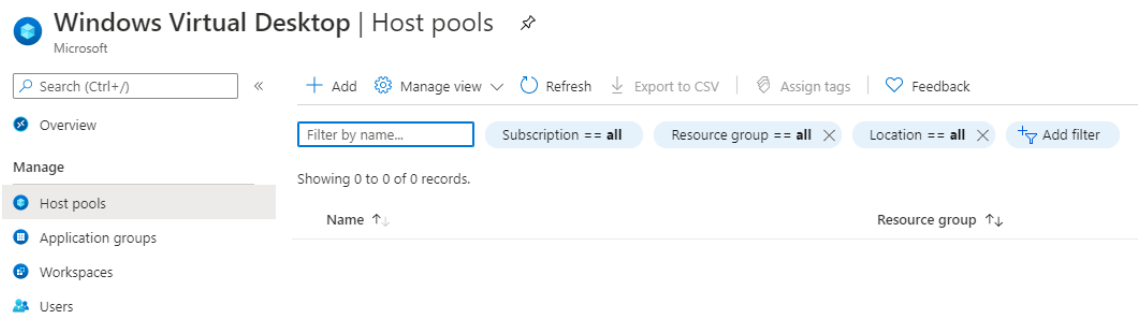 Windows Virtual Desktop | Host pools
Microsoft
Search (Ctrl+/) «
+ Add Manage view Refresh Export to CSV Assign tags Feedback
Overview
Filter by name... Subscription == all Resource group == all Location == all Add filter
Manage
Showing 0 to 0 of 0 records.
Host pools
Name ↑↓ Resource group ↑↓
Application groups
Workspaces
Users